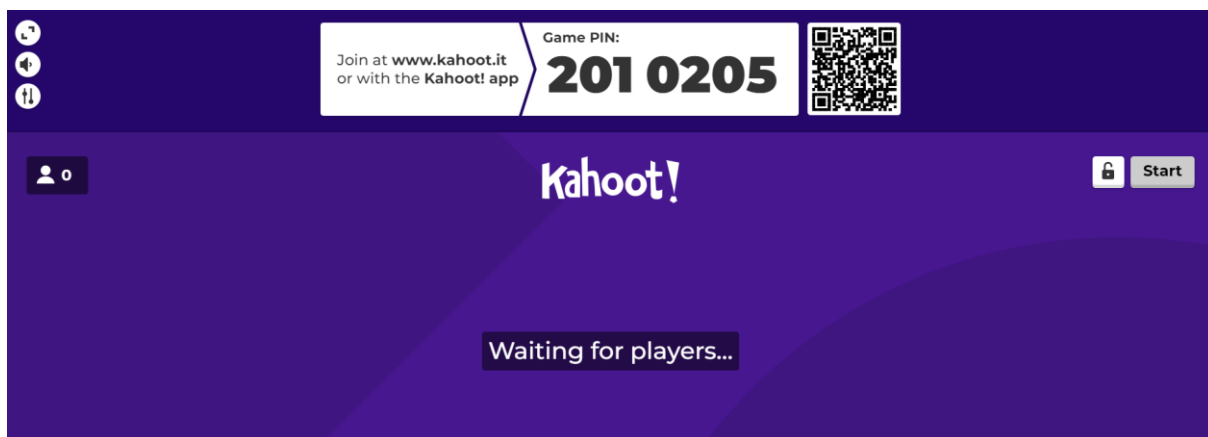 Join at www.kahoot.it
or with the Kahoot! app
Game PIN:
201 0205
0
Kahoot!
Start
Waiting for players...